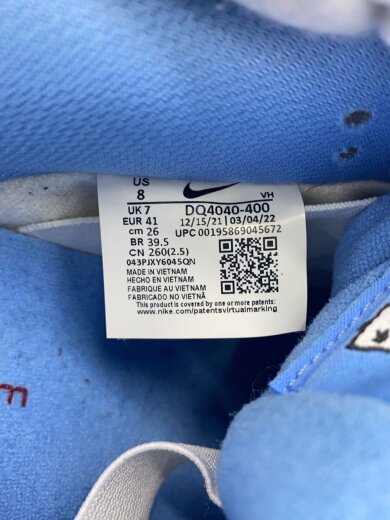 US
8
VH
UK 7
DQ4040-400
EUR 41
12/15/21 | 03/04/22
cm 26
UPC 00195869045672
BR 39.5
CN 260(2.5)
043PJXY6045QN
MADE IN VIETNAM
HECHO EN VIETNAM
FABRIQUE AU VIETNAM
FABRICADO NO VIETNÃ
This product is covered by one or more patents:
www.nike.com/patentsvirtualmarking